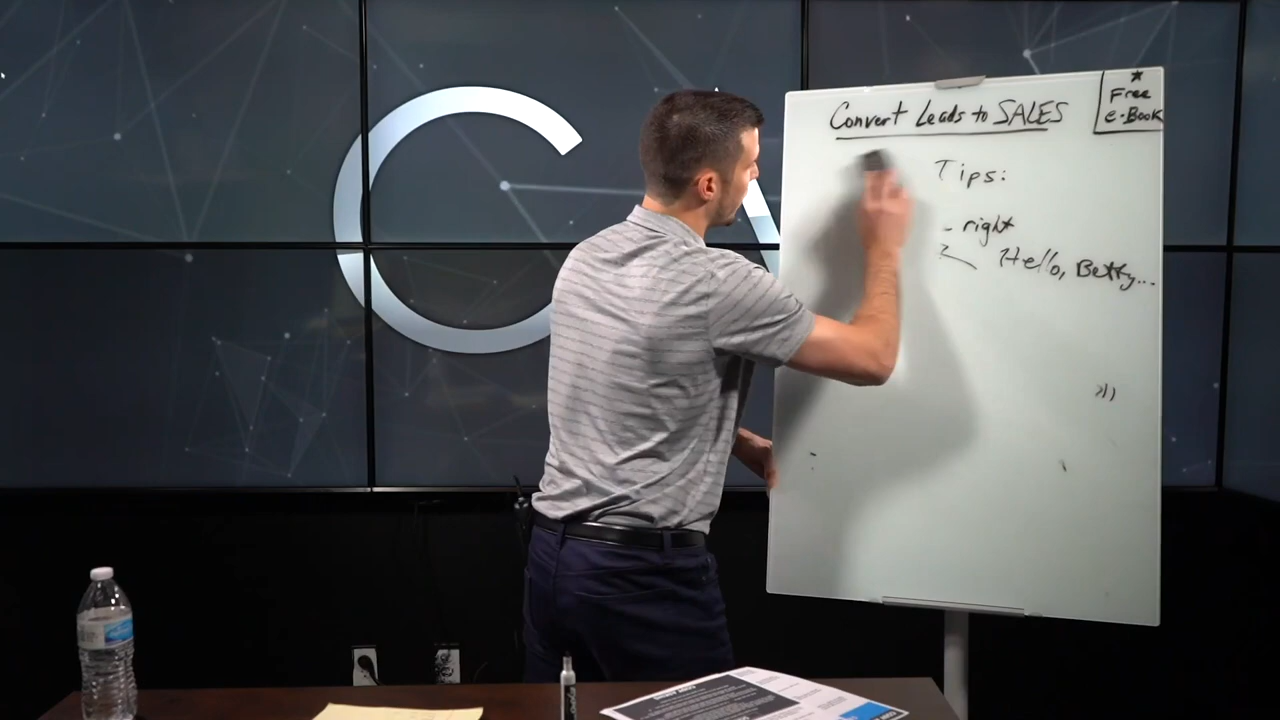 Convert Leads to SALES
★
Free
e-Book
Tips:
- right
Hello, Betty...
C